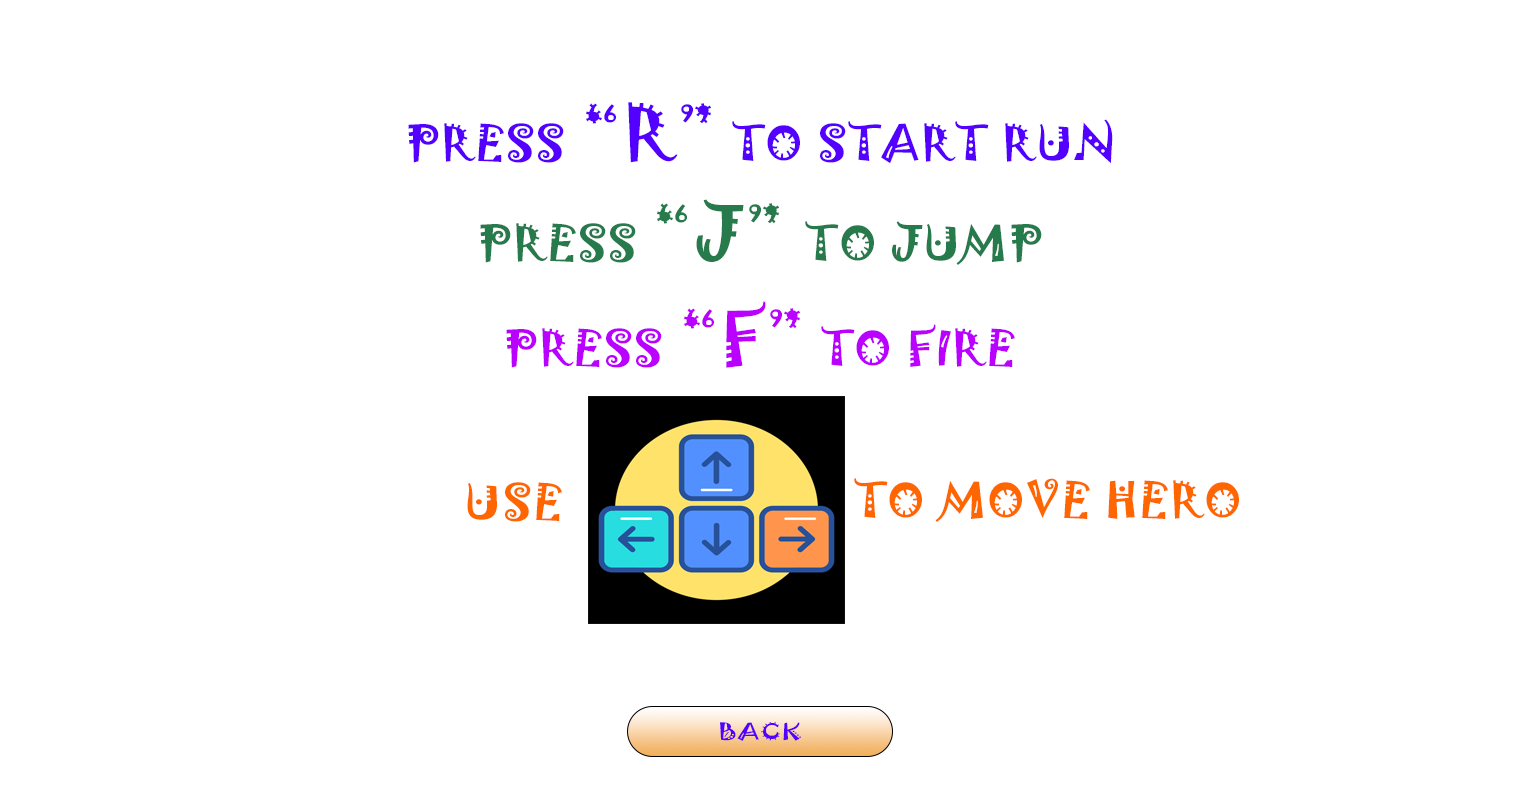 PRESS “R” TO START RUN
PRESS “J” TO JUMP
PRESS “F” TO FIRE
USE TO MOVE HERO
BACK